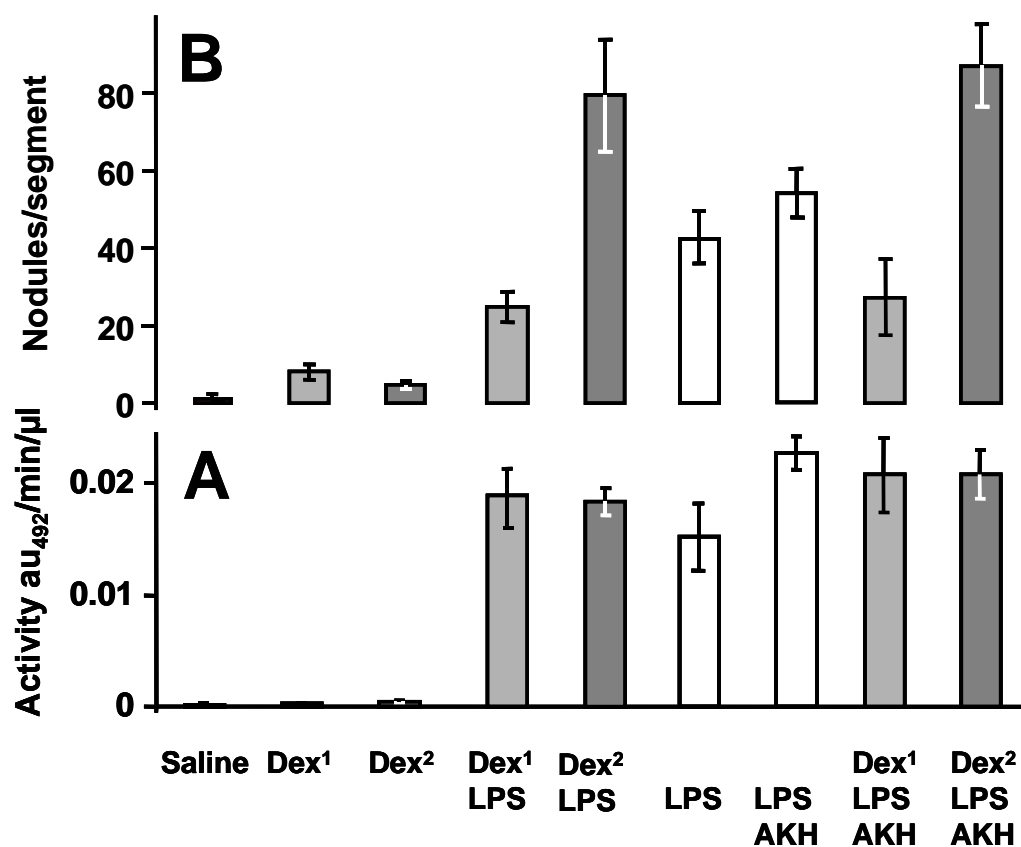 B
Nodules/segment
80
60
40
20
0
A
Activity au₄₉₂/min/µl
0.02
0.01
0
Saline
Dex¹
Dex²
Dex¹
LPS
Dex²
LPS
LPS
LPS
AKH
Dex¹
LPS
AKH
Dex²
LPS
AKH